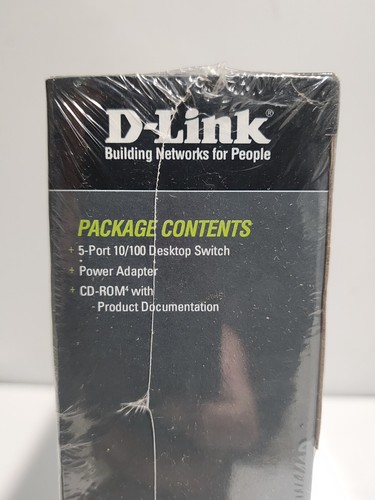 D-Link®
Building Networks for People
PACKAGE CONTENTS
+ 5-Port 10/100 Desktop Switch
+ Power Adapter
+ CD-ROM⁴ with
- Product Documentation